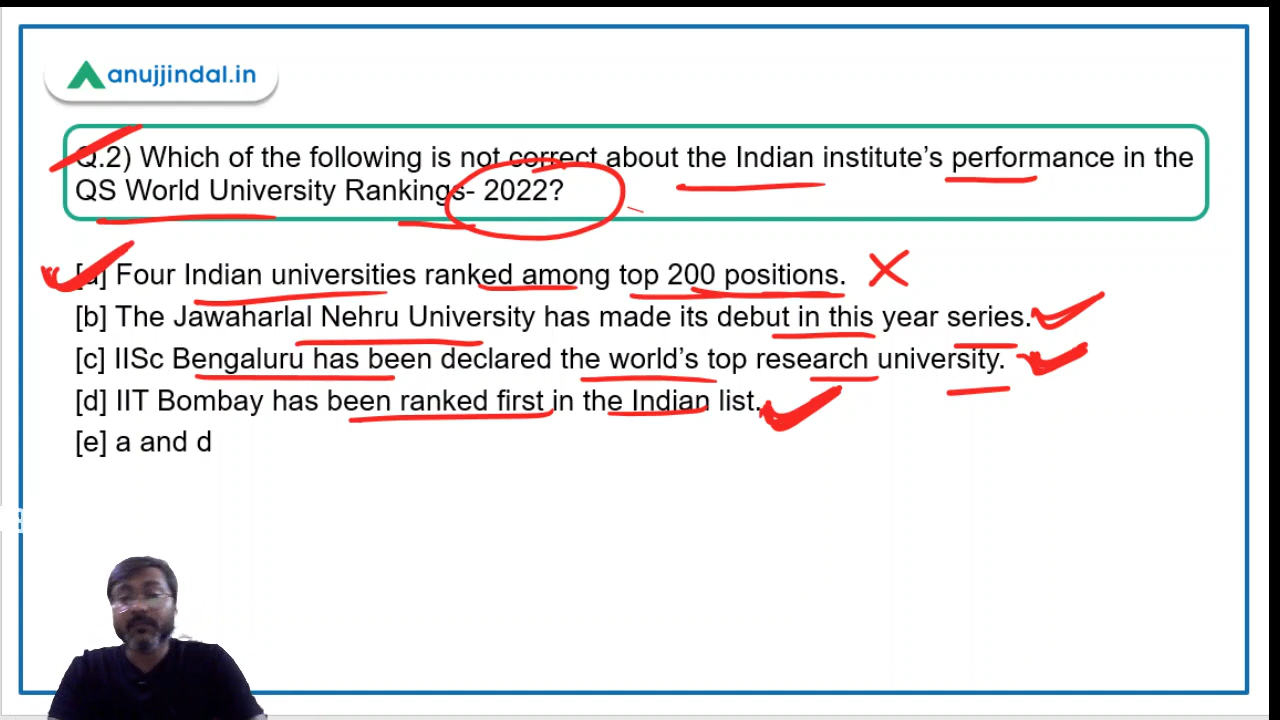 anujjindal.in
Q.2) Which of the following is not correct about the Indian institute's performance in the
QS World University Rankings- 2022?
[a] Four Indian universities ranked among top 200 positions.
[b] The Jawaharlal Nehru University has made its debut in this year series.
[c] IISc Bengaluru has been declared the world's top research university.
[d] IIT Bombay has been ranked first in the Indian list.
[e] a and d